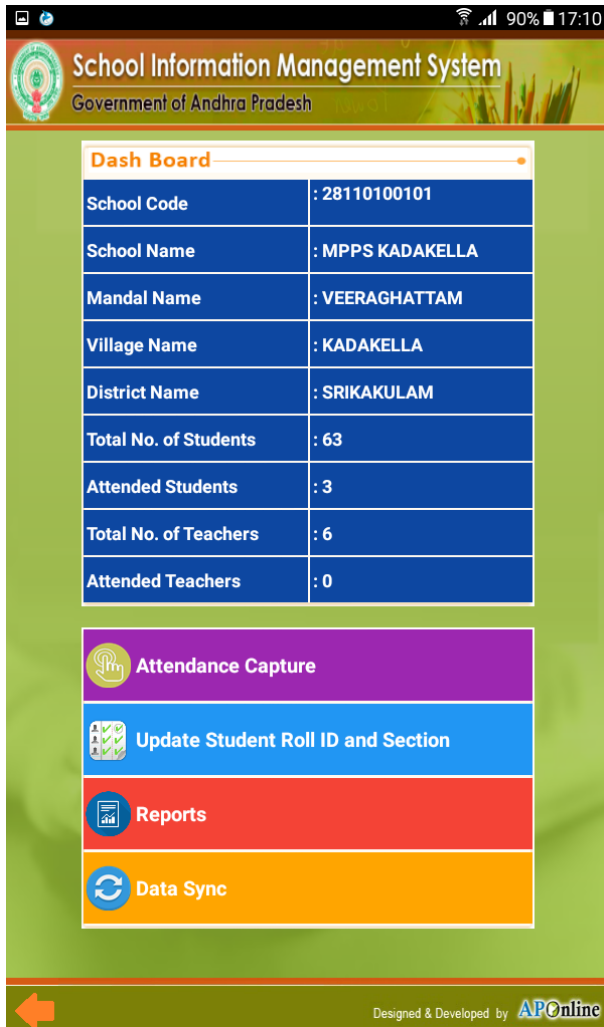 90% 17:10
School Information Management System
Government of Andhra Pradesh
Dash Board
School Code : 28110100101
School Name : MPPS KADAKELLA
Mandal Name : VEERAGHATTAM
Village Name : KADAKELLA
District Name : SRIKAKULAM
Total No. of Students : 63
Attended Students : 3
Total No. of Teachers : 6
Attended Teachers : 0
Attendance Capture
Update Student Roll ID and Section
Reports
Data Sync
Designed & Developed by APOnline